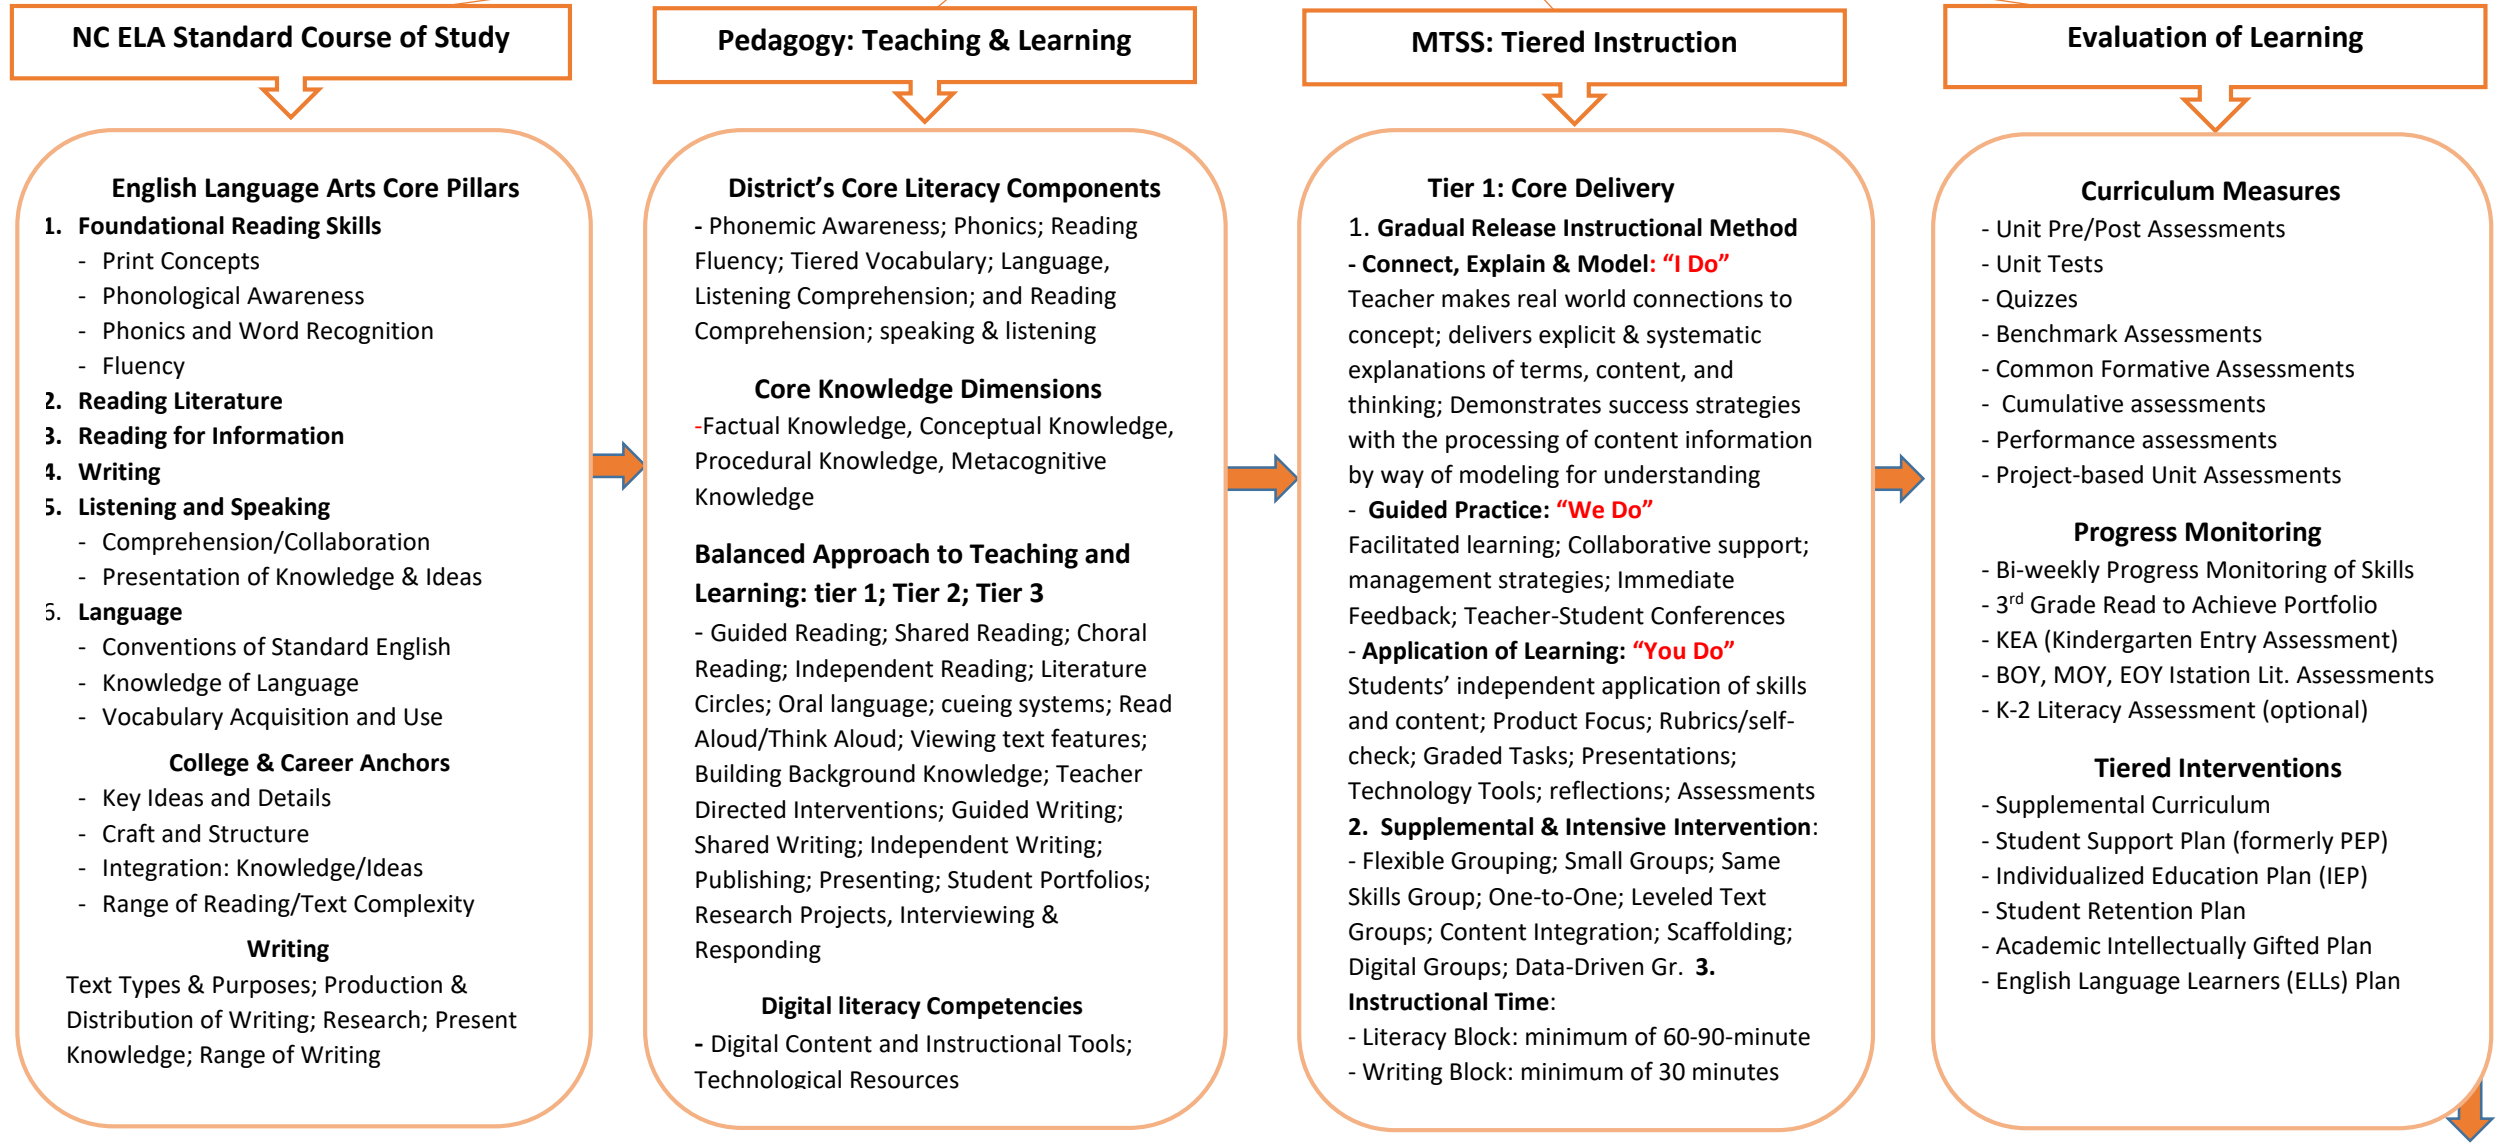 NC ELA Standard Course of Study
English Language Arts Core Pillars
1. Foundational Reading Skills
- Print Concepts
- Phonological Awareness
- Phonics and Word Recognition
- Fluency
2. Reading Literature
3. Reading for Information
4. Writing
5. Listening and Speaking
- Comprehension/Collaboration
- Presentation of Knowledge & Ideas
6. Language
- Conventions of Standard English
- Knowledge of Language
- Vocabulary Acquisition and Use
College & Career Anchors
- Key Ideas and Details
- Craft and Structure
- Integration: Knowledge/Ideas
- Range of Reading/Text Complexity
Writing
Text Types & Purposes; Production &
Distribution of Writing; Research; Present
Knowledge; Range of Writing
Pedagogy: Teaching & Learning
District’s Core Literacy Components
- Phonemic Awareness; Phonics; Reading
Fluency; Tiered Vocabulary; Language,
Listening Comprehension; and Reading
Comprehension; speaking & listening
Core Knowledge Dimensions
-Factual Knowledge, Conceptual Knowledge,
Procedural Knowledge, Metacognitive
Knowledge
Balanced Approach to Teaching and
Learning: tier 1; Tier 2; Tier 3
- Guided Reading; Shared Reading; Choral
Reading; Independent Reading; Literature
Circles; Oral language; cueing systems; Read
Aloud/Think Aloud; Viewing text features;
Building Background Knowledge; Teacher
Directed Interventions; Guided Writing;
Shared Writing; Independent Writing;
Publishing; Presenting; Student Portfolios;
Research Projects, Interviewing &
Responding
Digital literacy Competencies
- Digital Content and Instructional Tools;
Technological Resources
MTSS: Tiered Instruction
Tier 1: Core Delivery
1. Gradual Release Instructional Method
- Connect, Explain & Model: “I Do”
Teacher makes real world connections to
concept; delivers explicit & systematic
explanations of terms, content, and
thinking; Demonstrates success strategies
with the processing of content information
by way of modeling for understanding
- Guided Practice: “We Do”
Facilitated learning; Collaborative support;
management strategies; Immediate
Feedback; Teacher-Student Conferences
- Application of Learning: “You Do”
Students’ independent application of skills
and content; Product Focus; Rubrics/self-
check; Graded Tasks; Presentations;
Technology Tools; reflections; Assessments
2. Supplemental & Intensive Intervention:
- Flexible Grouping; Small Groups; Same
Skills Group; One-to-One; Leveled Text
Groups; Content Integration; Scaffolding;
Digital Groups; Data-Driven Gr. 3.
Instructional Time:
- Literacy Block: minimum of 60-90-minute
- Writing Block: minimum of 30 minutes
Evaluation of Learning
Curriculum Measures
- Unit Pre/Post Assessments
- Unit Tests
- Quizzes
- Benchmark Assessments
- Common Formative Assessments
- Cumulative assessments
- Performance assessments
- Project-based Unit Assessments
Progress Monitoring
- Bi-weekly Progress Monitoring of Skills
- 3rd Grade Read to Achieve Portfolio
- KEA (Kindergarten Entry Assessment)
- BOY, MOY, EOY Istation Lit. Assessments
- K-2 Literacy Assessment (optional)
Tiered Interventions
- Supplemental Curriculum
- Student Support Plan (formerly PEP)
- Individualized Education Plan (IEP)
- Student Retention Plan
- Academic Intellectually Gifted Plan
- English Language Learners (ELLs) Plan